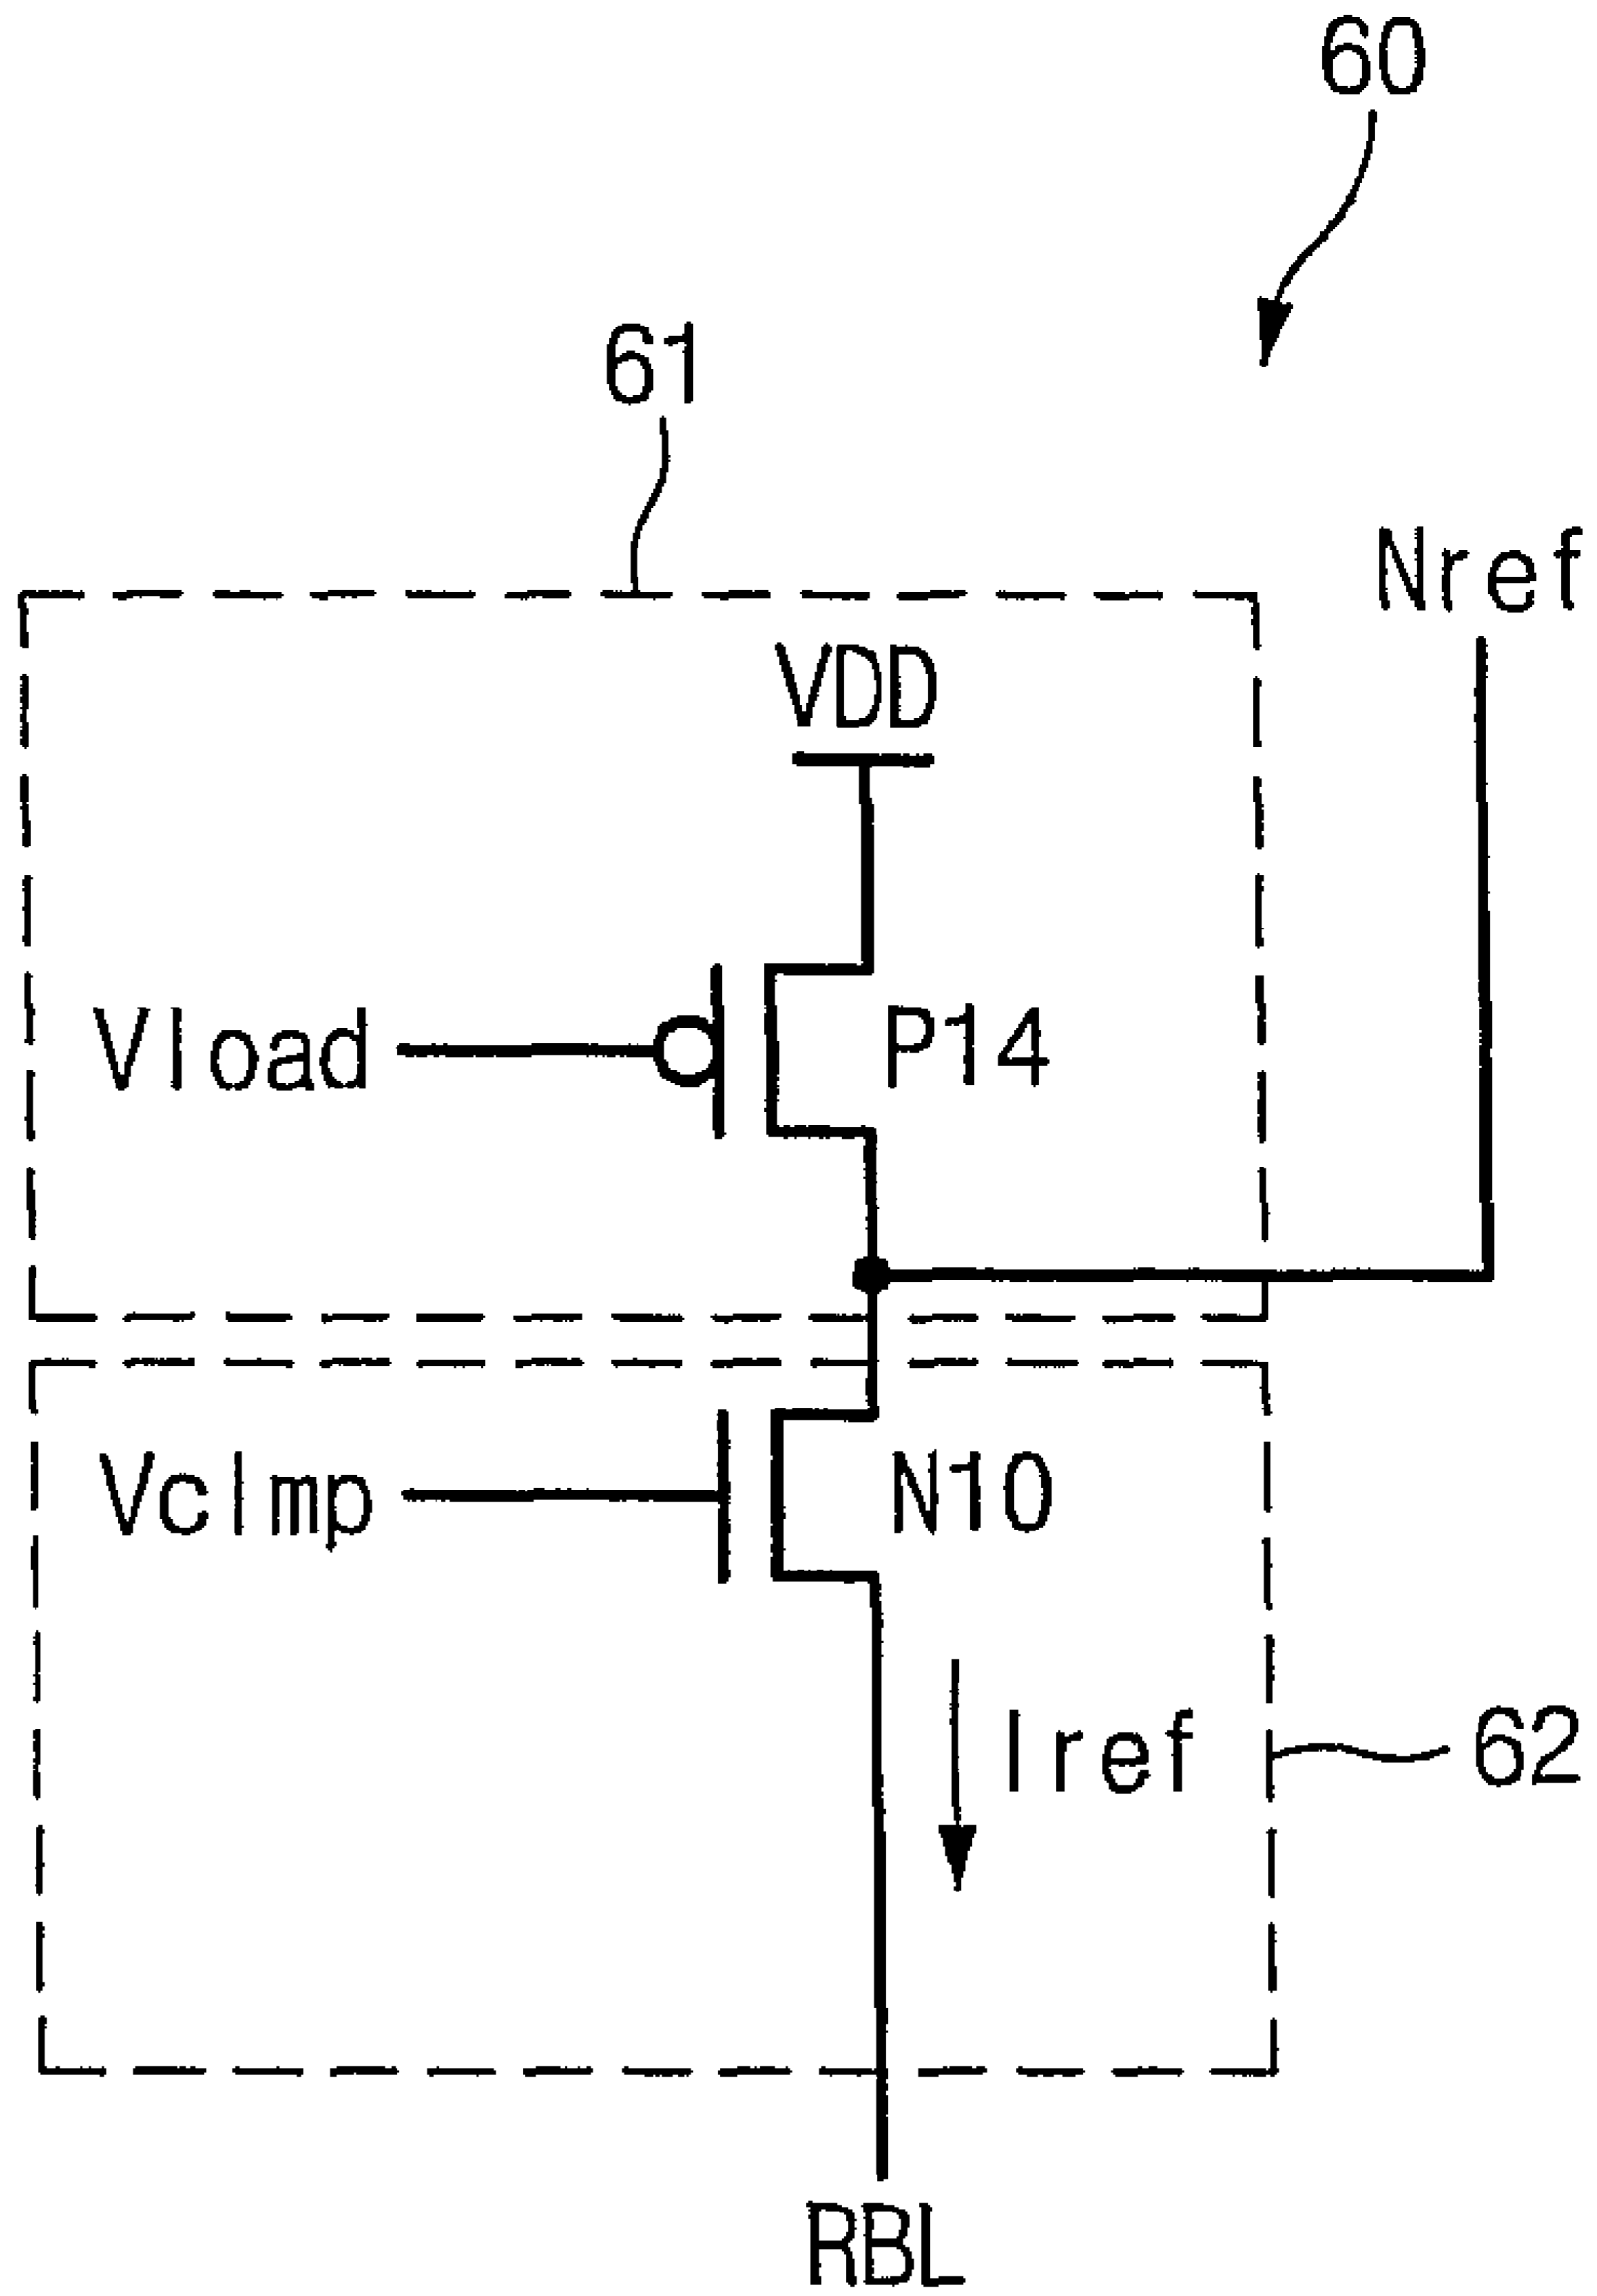 60
61
Nref
VDD
Vload
P14
Vclmp
N10
Iref
62
RBL